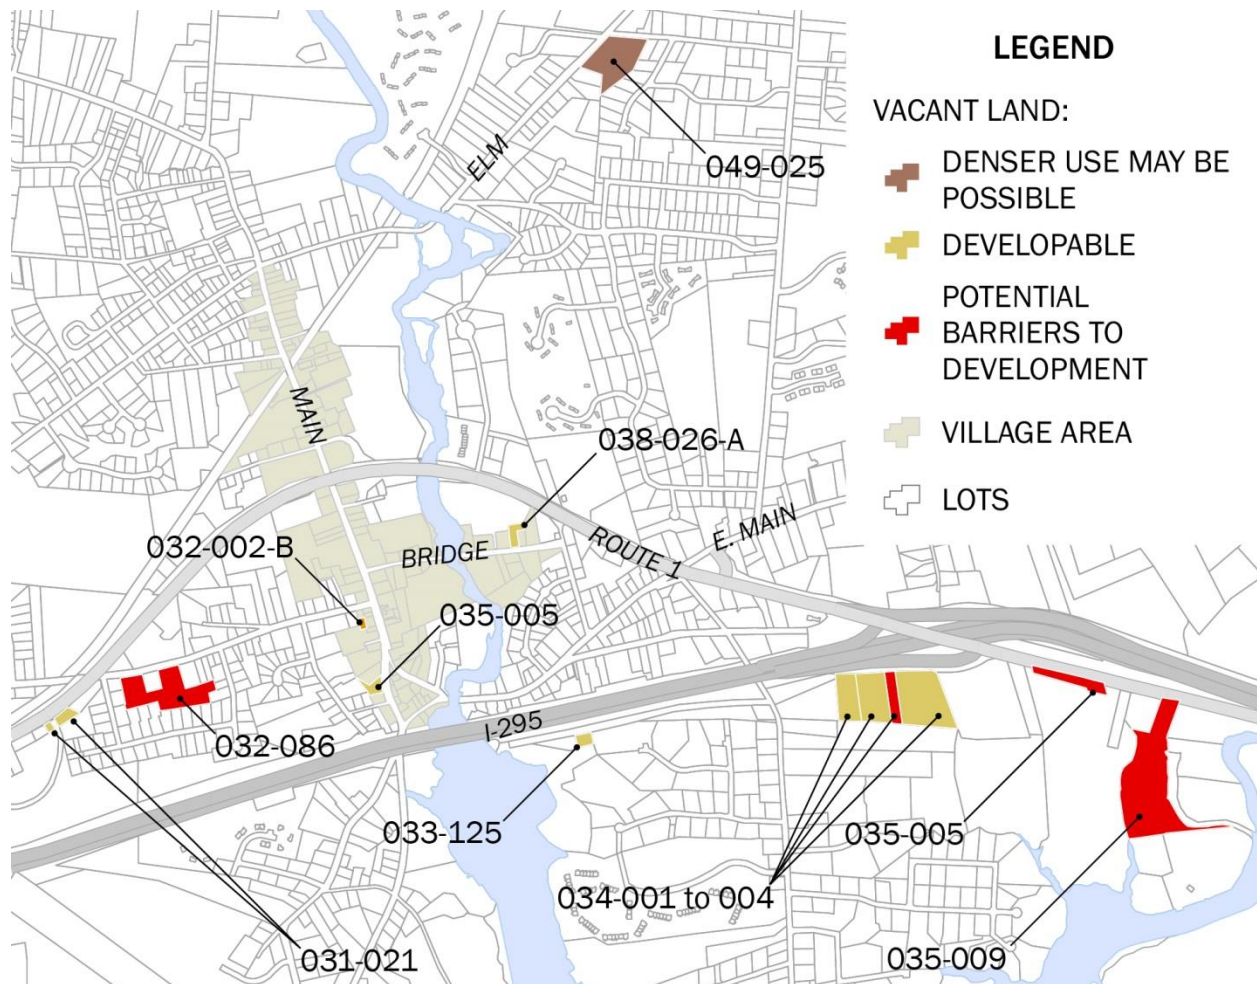 LEGEND
VACANT LAND:
DENSER USE MAY BE
POSSIBLE
DEVELOPABLE
POTENTIAL
BARRIERS TO
DEVELOPMENT
VILLAGE AREA
LOTS
ELM
049-025
MAIN
038-026-A
032-002-B
BRIDGE
ROUTE 1
E. MAIN
035-005
032-086
I-295
033-125
035-005
034-001 to 004
031-021
035-009